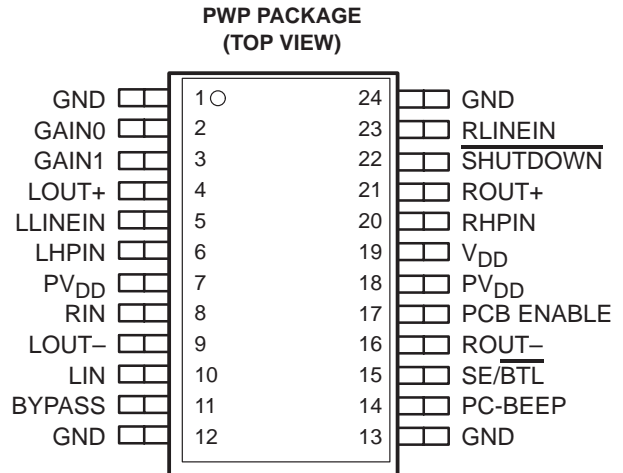 PWP PACKAGE
(TOP VIEW)
GND 1 24 GND
GAIN0 2 23 RLINEIN
GAIN1 3 22 SHUTDOWN
LOUT+ 4 21 ROUT+
LLINEIN 5 20 RHPIN
LHPIN 6 19 VDD
PVDD 7 18 PVDD
RIN 8 17 PCB ENABLE
LOUT– 9 16 ROUT–
LIN 10 15 SE/BTL
BYPASS 11 14 PC-BEEP
GND 12 13 GND